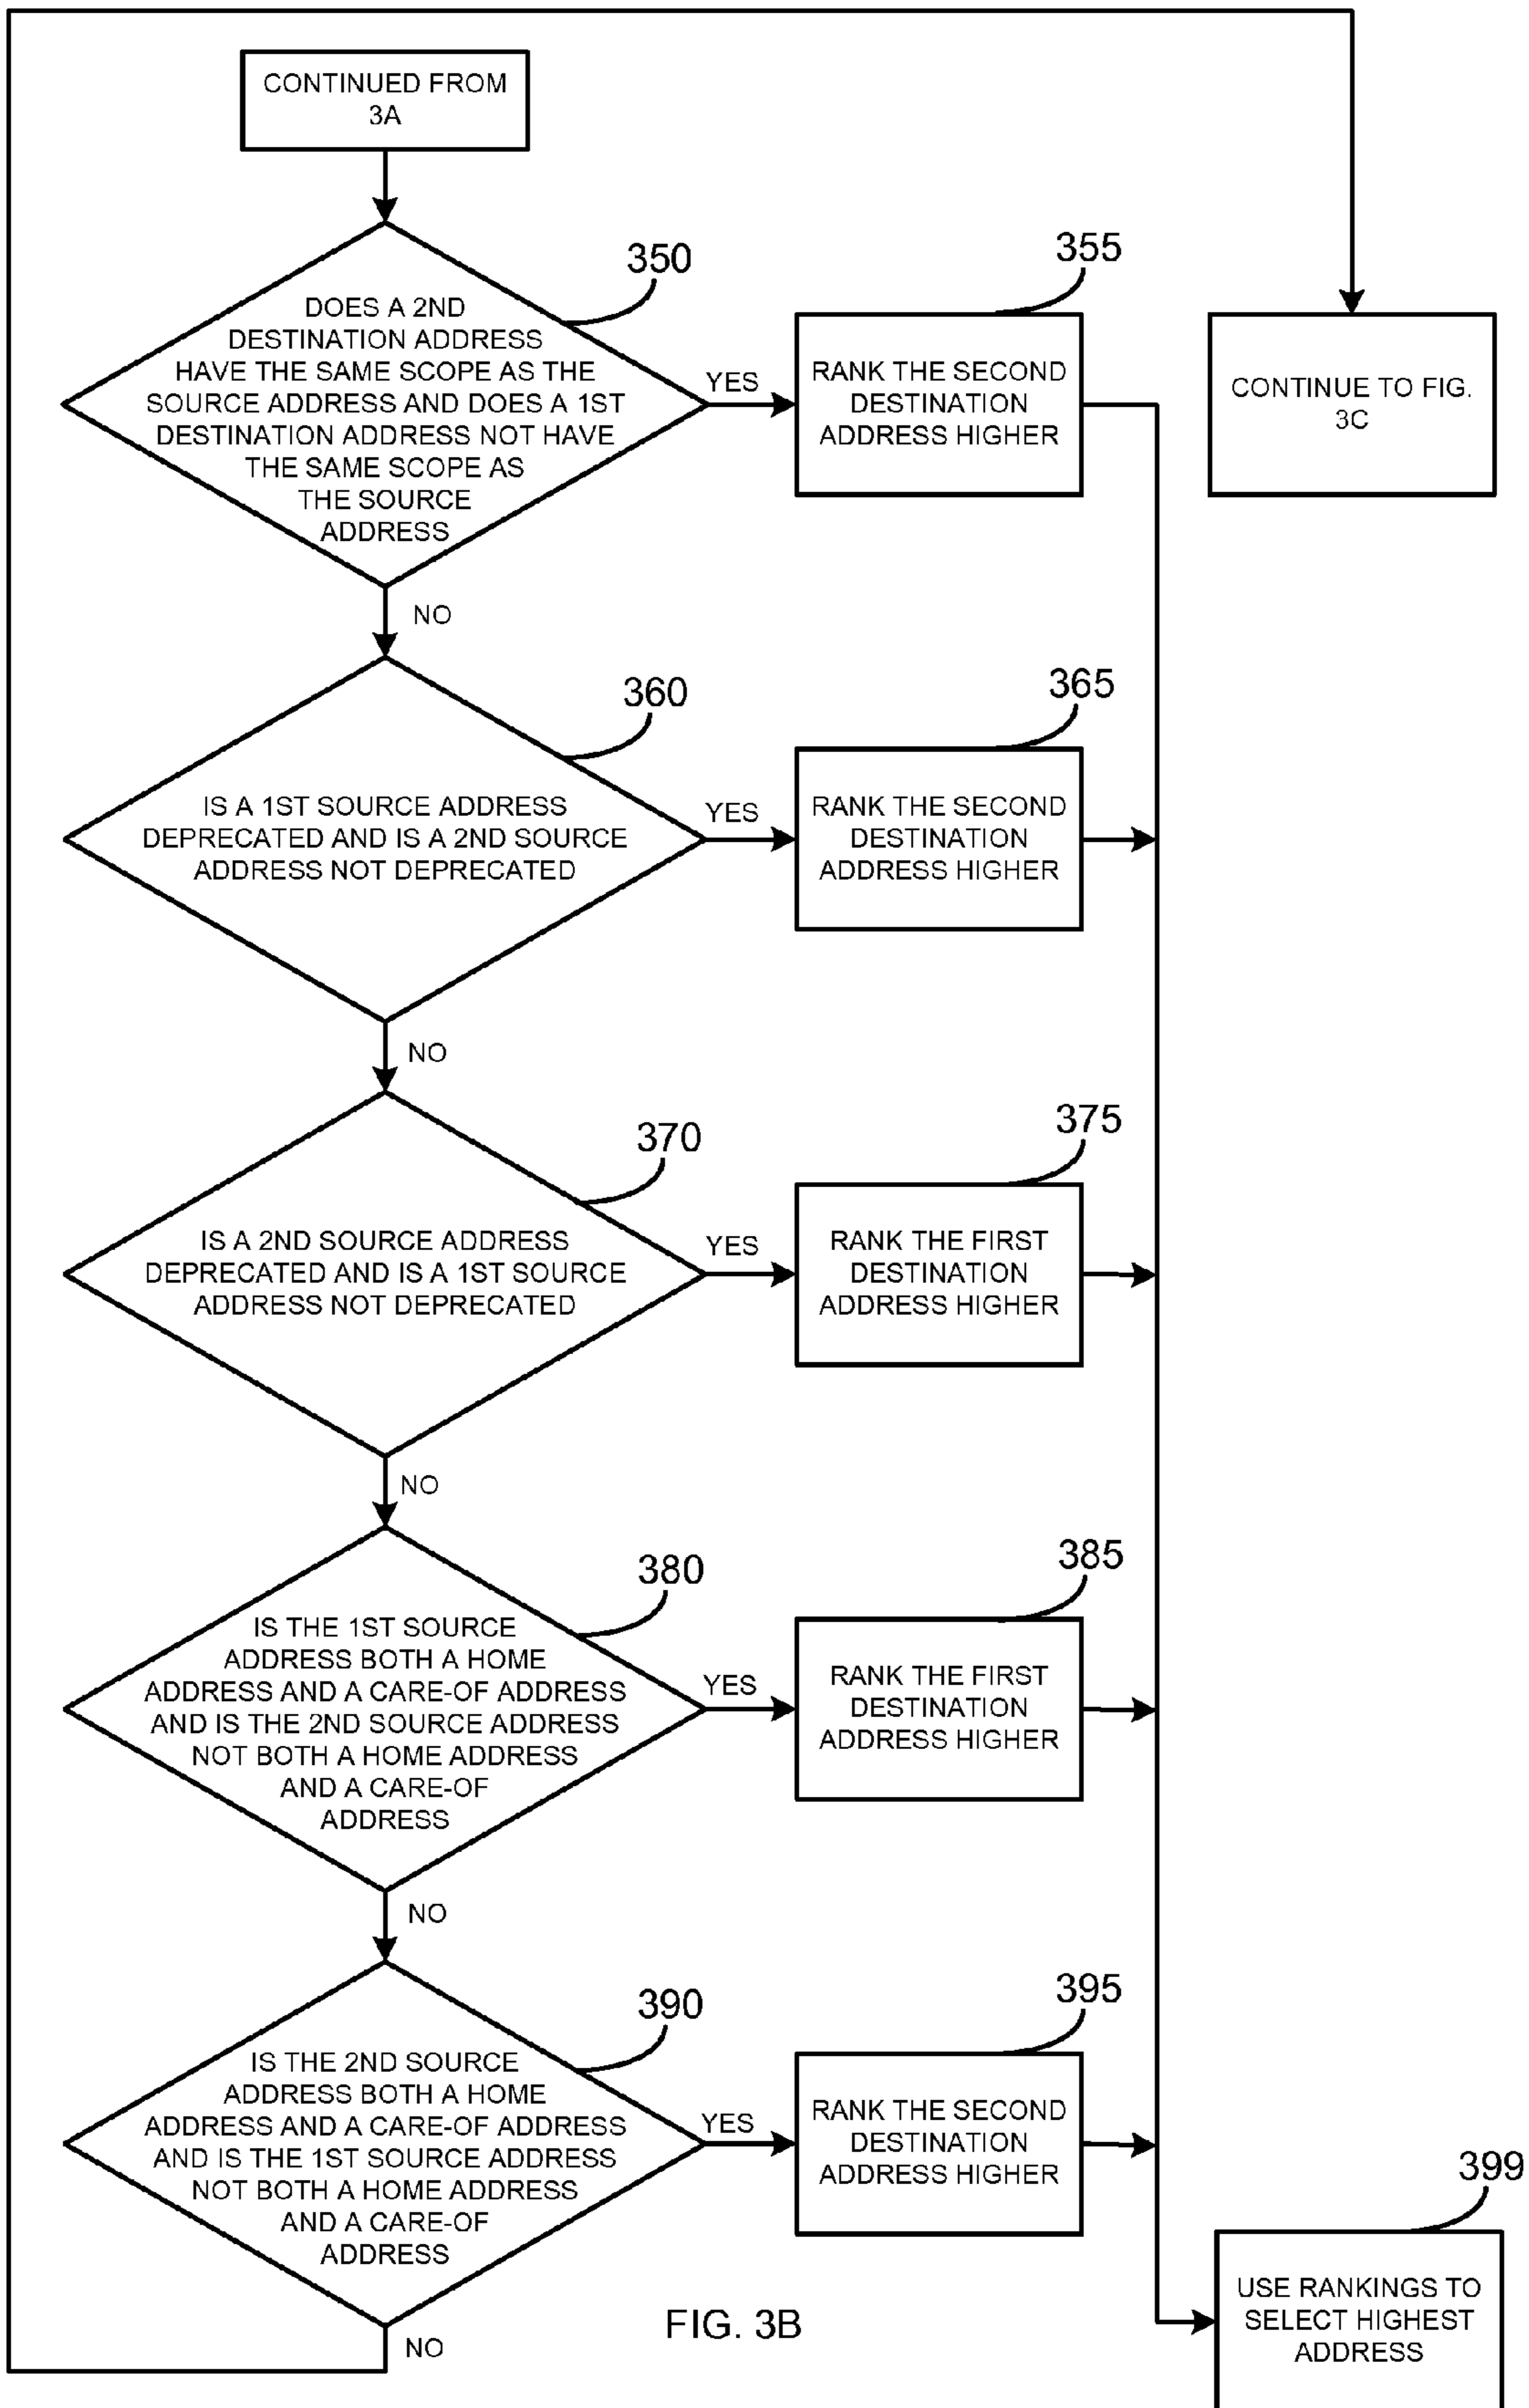 CONTINUED FROM
3A
350
DOES A 2ND
DESTINATION ADDRESS
HAVE THE SAME SCOPE AS THE
SOURCE ADDRESS AND DOES A 1ST
DESTINATION ADDRESS NOT HAVE
THE SAME SCOPE AS
THE SOURCE
ADDRESS
YES
355
RANK THE SECOND
DESTINATION
ADDRESS HIGHER
CONTINUE TO FIG.
3C
NO
360
IS A 1ST SOURCE ADDRESS
DEPRECATED AND IS A 2ND SOURCE
ADDRESS NOT DEPRECATED
YES
365
RANK THE SECOND
DESTINATION
ADDRESS HIGHER
NO
370
IS A 2ND SOURCE ADDRESS
DEPRECATED AND IS A 1ST SOURCE
ADDRESS NOT DEPRECATED
YES
375
RANK THE FIRST
DESTINATION
ADDRESS HIGHER
NO
380
IS THE 1ST SOURCE
ADDRESS BOTH A HOME
ADDRESS AND A CARE-OF ADDRESS
AND IS THE 2ND SOURCE ADDRESS
NOT BOTH A HOME ADDRESS
AND A CARE-OF
ADDRESS
YES
385
RANK THE FIRST
DESTINATION
ADDRESS HIGHER
NO
390
IS THE 2ND SOURCE
ADDRESS BOTH A HOME
ADDRESS AND A CARE-OF ADDRESS
AND IS THE 1ST SOURCE ADDRESS
NOT BOTH A HOME ADDRESS
AND A CARE-OF
ADDRESS
YES
395
RANK THE SECOND
DESTINATION
ADDRESS HIGHER
NO
399
USE RANKINGS TO
SELECT HIGHEST
ADDRESS
FIG. 3B